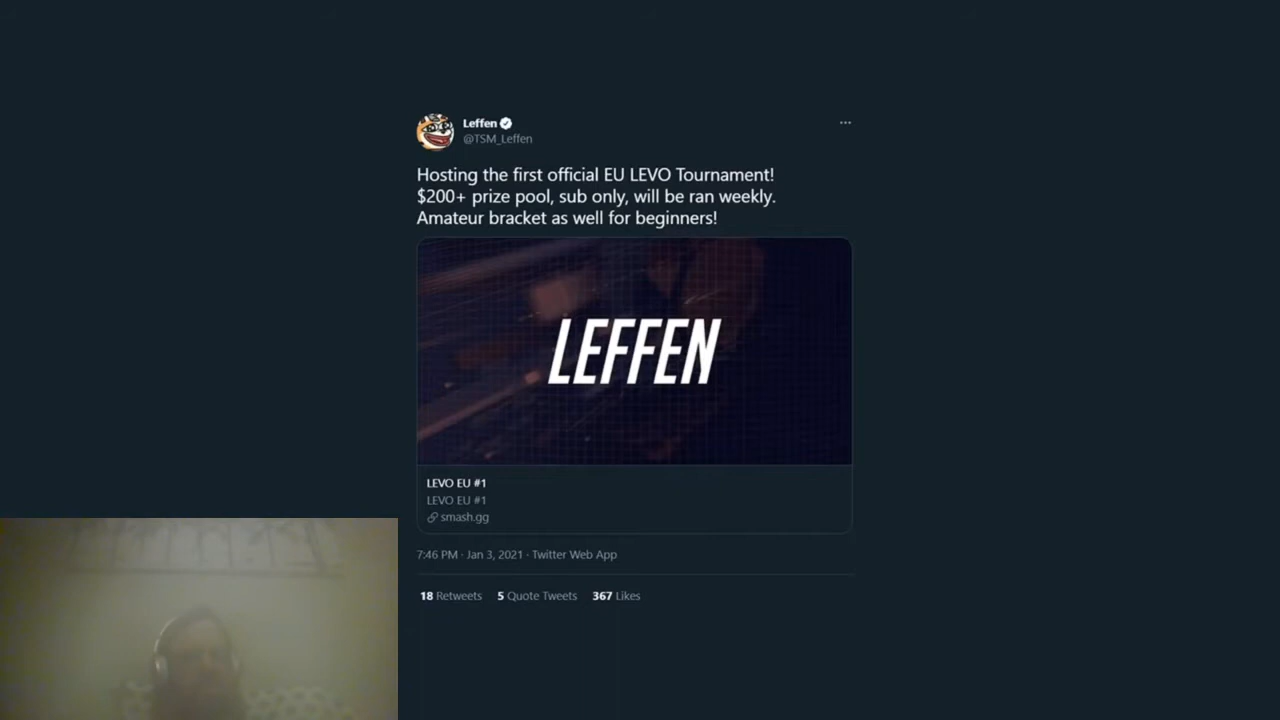 Leffen
@TSM_Leffen
Hosting the first official EU LEVO Tournament!
$200+ prize pool, sub only, will be ran weekly.
Amateur bracket as well for beginners!
LEFFEN
LEVO EU #1
LEVO EU #1
smash.gg
7:46 PM · Jan 3, 2021 · Twitter Web App
18 Retweets 5 Quote Tweets 367 Likes